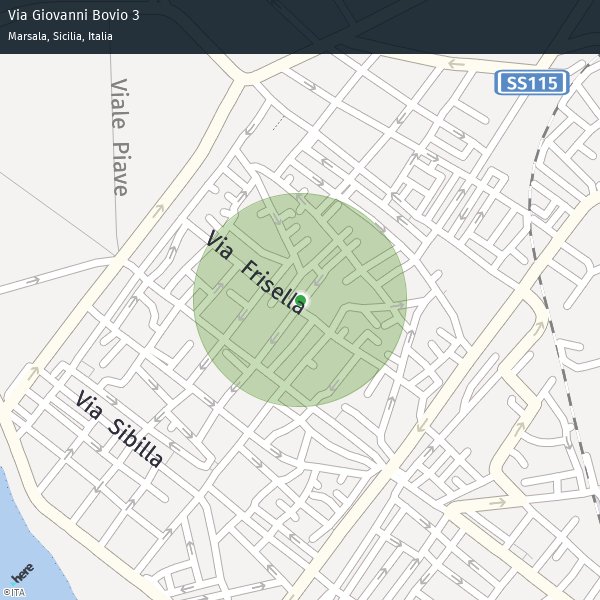 Via Giovanni Bovio 3
Marsala, Sicilia, Italia
SS115
Viale Piave
Via Frisella
Via Sibilla
here
©ITA